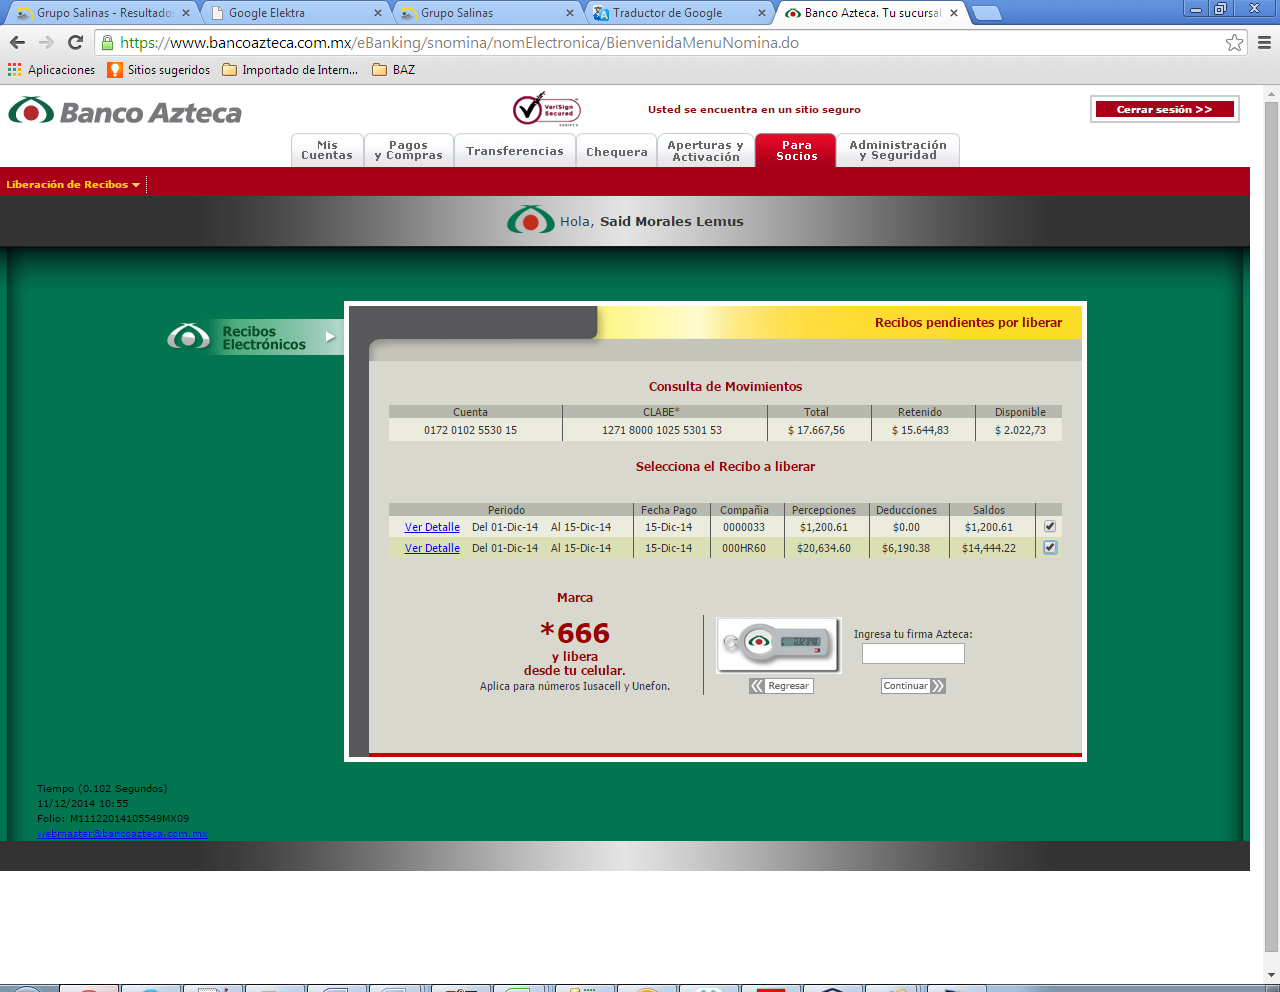 Grupo Salinas - Resultados
Google Elektra
Grupo Salinas
Traductor de Google
Banco Azteca. Tu sucursal
https://www.bancoazteca.com.mx/eBanking/snomina/nomElectronica/BienvenidaMenuNomina.do
Aplicaciones Sitios sugeridos Importado de Intern... BAZ
Banco Azteca
VeriSign Secured
VERIFY
Usted se encuentra en un sitio seguro
Cerrar sesión >>
Mis Cuentas
Pagos y Compras
Transferencias
Chequera
Aperturas y Activación
Para Socios
Administración y Seguridad
Liberación de Recibos
Hola, Said Morales Lemus
Recibos Electrónicos
Recibos pendientes por liberar
Consulta de Movimientos
Cuenta CLABE* Total Retenido Disponible
0172 0102 5530 15 1271 8000 1025 5301 53 $ 17.667,56 $ 15.644,83 $ 2.022,73
Selecciona el Recibo a liberar
Periodo Fecha Pago Compañia Percepciones Deducciones Saldos
Ver Detalle Del 01-Dic-14 Al 15-Dic-14 15-Dic-14 0000033 $1,200.61 $0.00 $1,200.61
Ver Detalle Del 01-Dic-14 Al 15-Dic-14 15-Dic-14 000HR60 $20,634.60 $6,190.38 $14,444.22
Marca
*666
y libera
desde tu celular.
Aplica para números Iusacell y Unefon.
Ingresa tu firma Azteca:
Regresar
Continuar
Tiempo (0.102 Segundos)
11/12/2014 10:55
Folio: M11122014105549MX09
webmaster@bancoazteca.com.mx